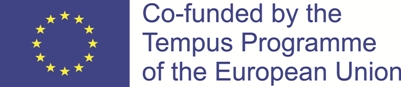 Co-funded by the
Tempus Programme
of the European Union